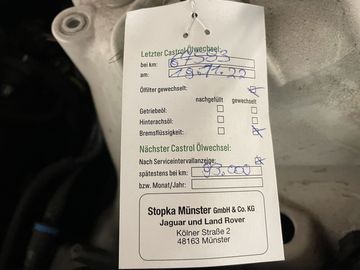 Letzter Castrol Ölwechsel:
bei km: 67593
am: 19.11.22
Ölfilter gewechselt:
nachgefüllt gewechselt
Getriebeöl:
Hinterachsöl:
Bremsflüssigkeit:
Nächster Castrol Ölwechsel:
Nach Serviceintervallanzeige:
spätestens bei km: 93.000
bzw. Monat/Jahr:
Stopka Münster GmbH & Co. KG
Jaguar und Land Rover
Kölner Straße 2
48163 Münster